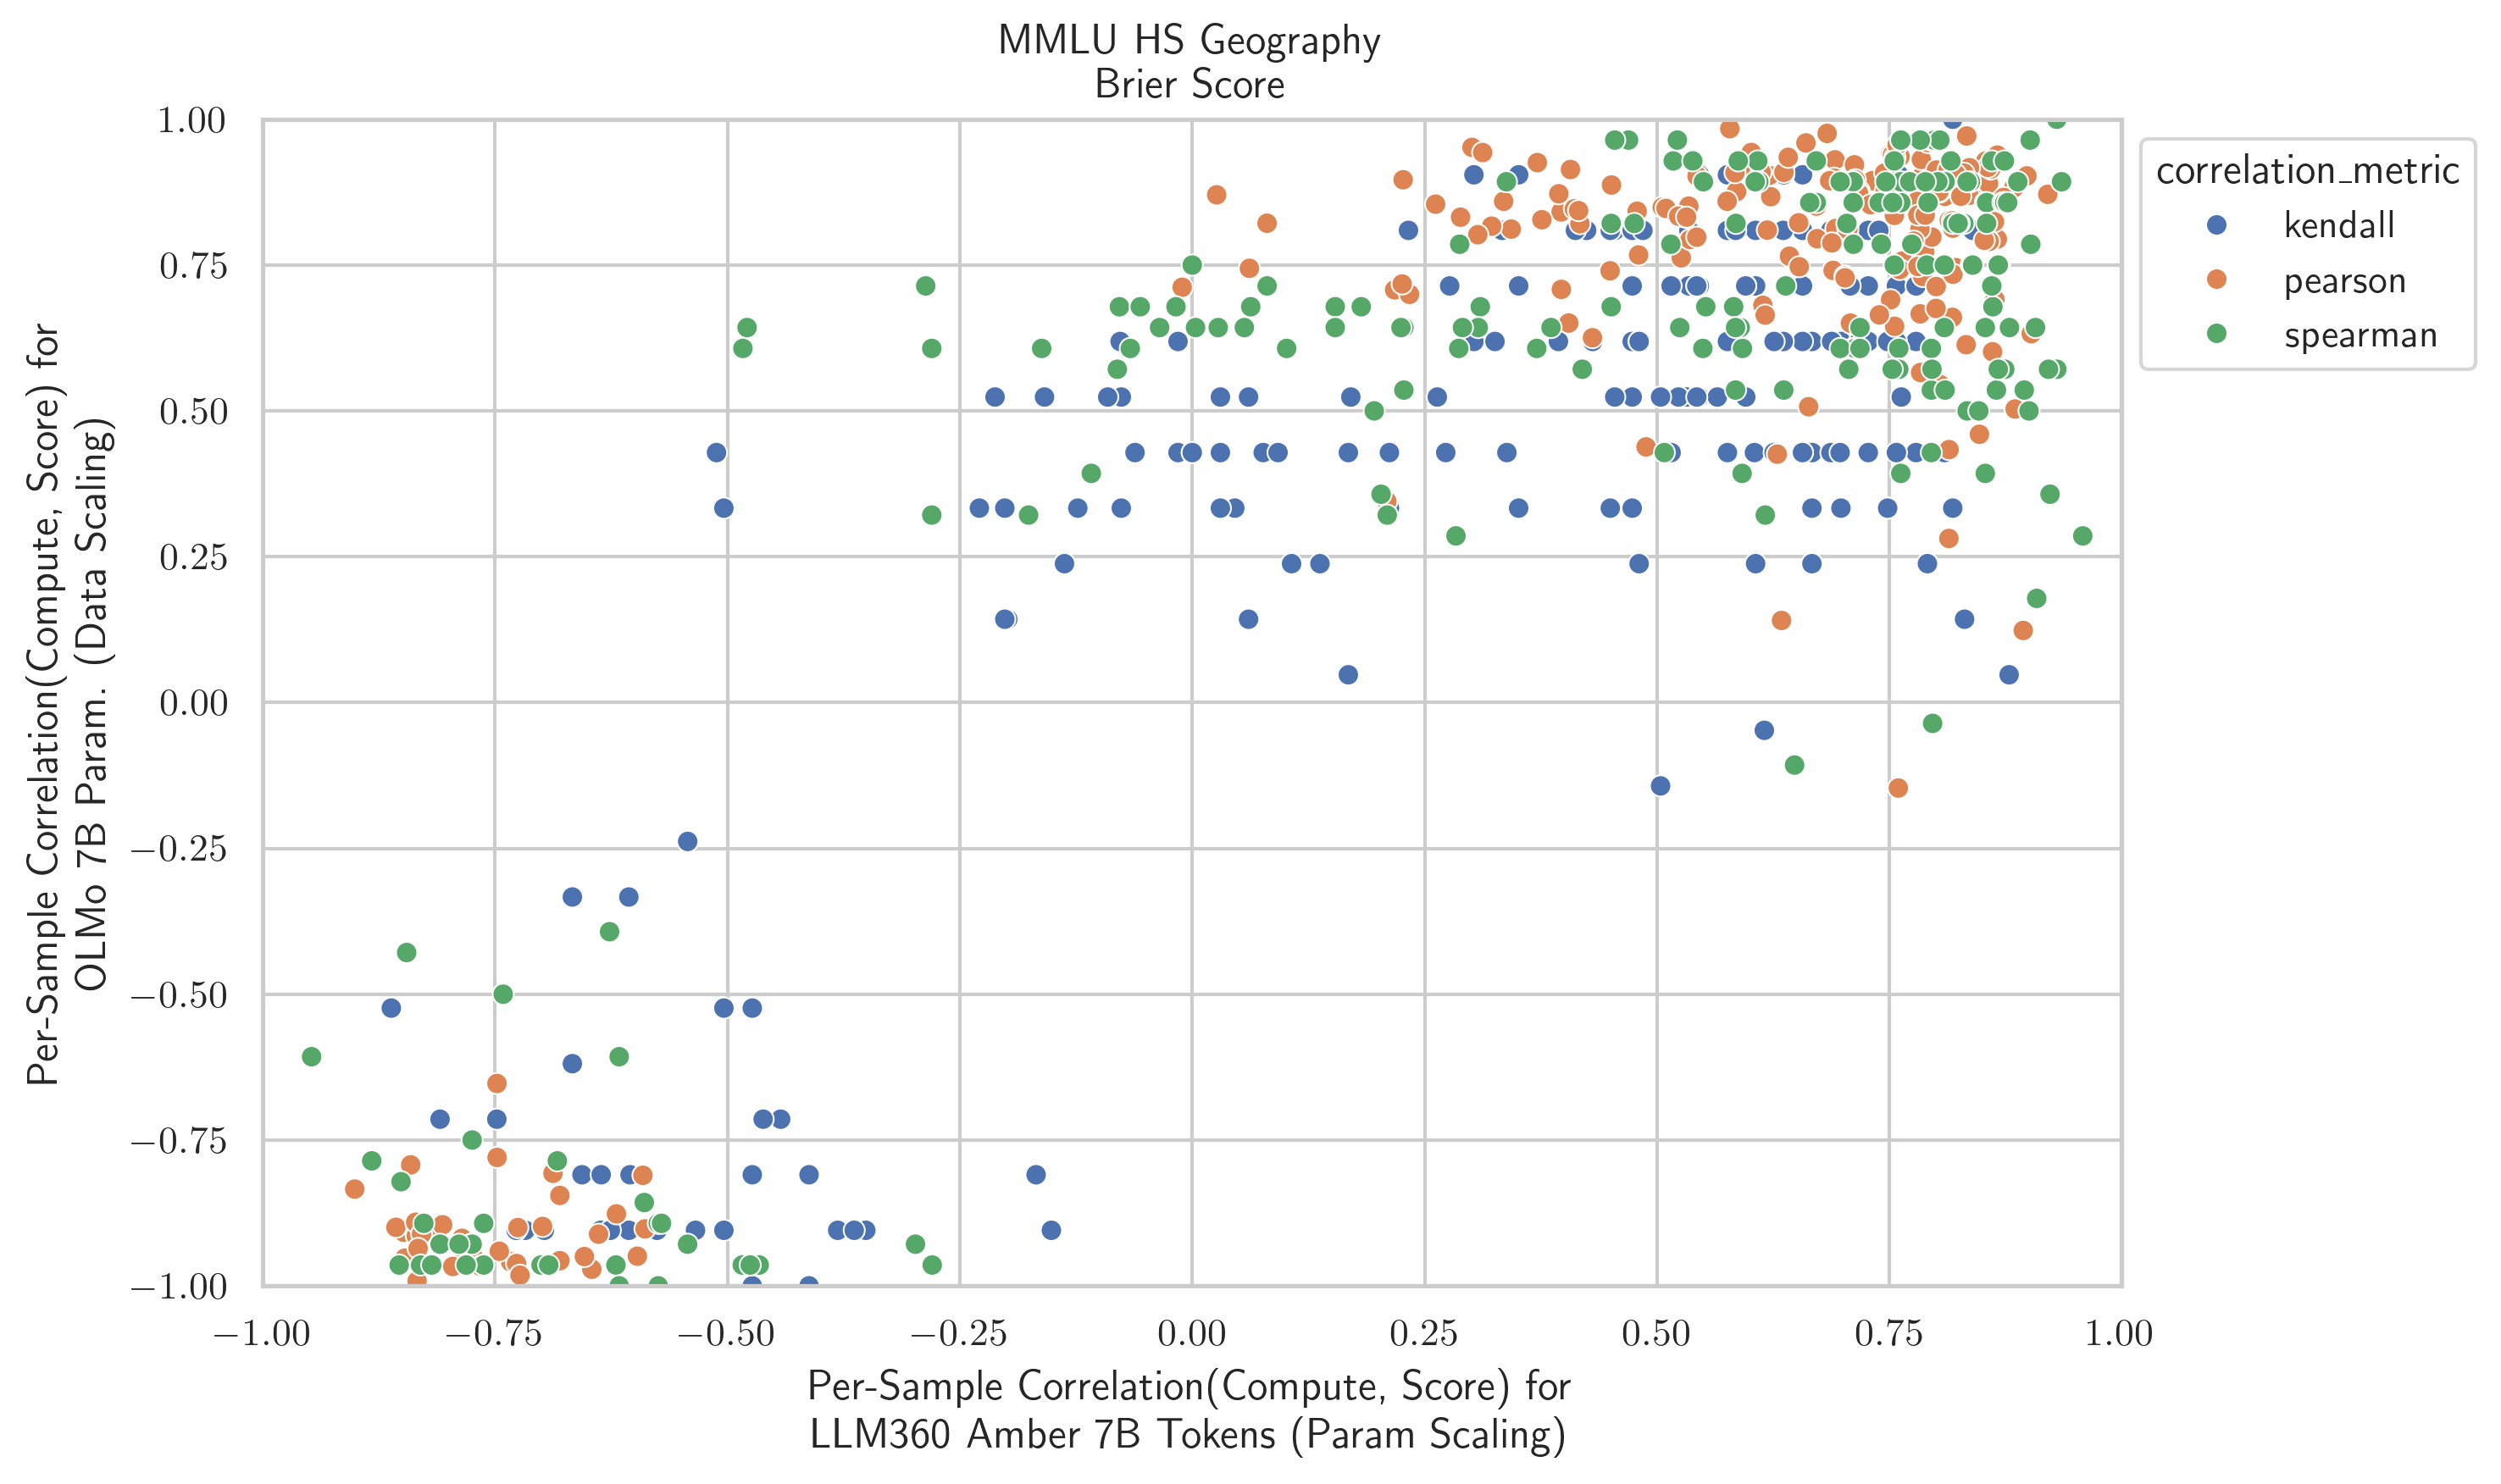 MMLU HS Geography
Brier Score
Per-Sample Correlation(Compute, Score) for
OLMo 7B Param. (Data Scaling)
1.00
0.75
0.50
0.25
0.00
−0.25
−0.50
−0.75
−1.00
−1.00 −0.75 −0.50 −0.25 0.00 0.25 0.50 0.75 1.00
Per-Sample Correlation(Compute, Score) for
LLM360 Amber 7B Tokens (Param Scaling)
correlation_metric
kendall
pearson
spearman